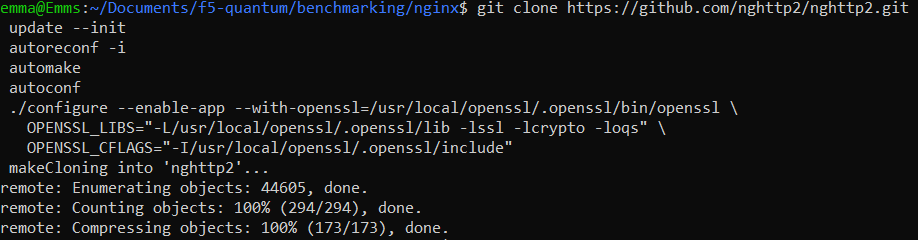 emma@Emms:~/Documents/f5-quantum/benchmarking/nginx$ git clone https://github.com/nghttp2/nghttp2.git
update --init
autoreconf -i
automake
autoconf
./configure --enable-app --with-openssl=/usr/local/openssl/.openssl/bin/openssl \
OPENSSL_LIBS="-L/usr/local/openssl/.openssl/lib -lssl -lcrypto -loqs" \
OPENSSL_CFLAGS="-I/usr/local/openssl/.openssl/include"
makeCloning into 'nghttp2'...
remote: Enumerating objects: 44605, done.
remote: Counting objects: 100% (294/294), done.
remote: Compressing objects: 100% (173/173), done.